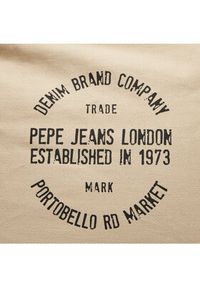 DENIM BRAND COMPANY
TRADE
PEPE JEANS LONDON
ESTABLISHED IN 1973
MARK
PORTOBELLO RD MARKET